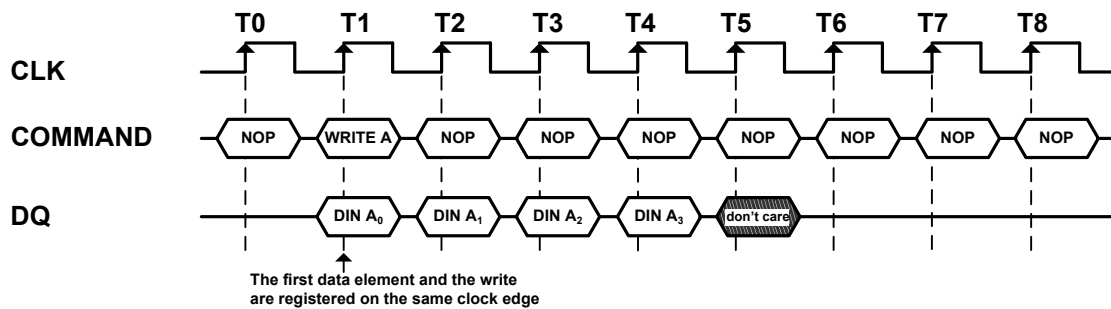 T0 T1 T2 T3 T4 T5 T6 T7 T8
CLK
COMMAND NOP WRITE A NOP NOP NOP NOP NOP NOP NOP
DQ DIN A₀ DIN A₁ DIN A₂ DIN A₃ don't care
The first data element and the write
are registered on the same clock edge